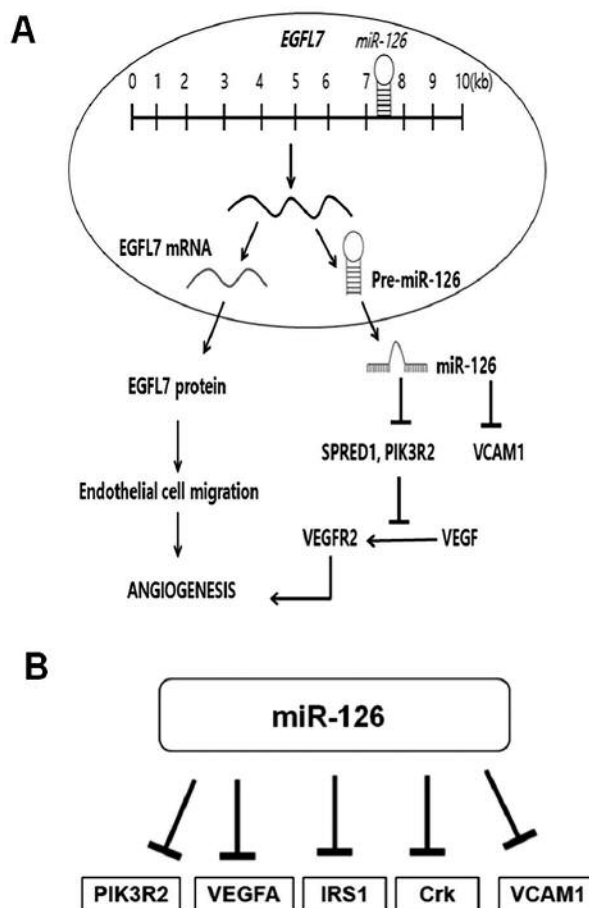 A
EGFL7 miR-126
0 1 2 3 4 5 6 7 8 9 10(kb)
EGFL7 mRNA
Pre-miR-126
miR-126
EGFL7 protein
SPRED1, PIK3R2 VCAM1
Endothelial cell migration
VEGFR2 VEGF
ANGIOGENESIS
B
miR-126
PIK3R2 VEGFA IRS1 Crk VCAM1